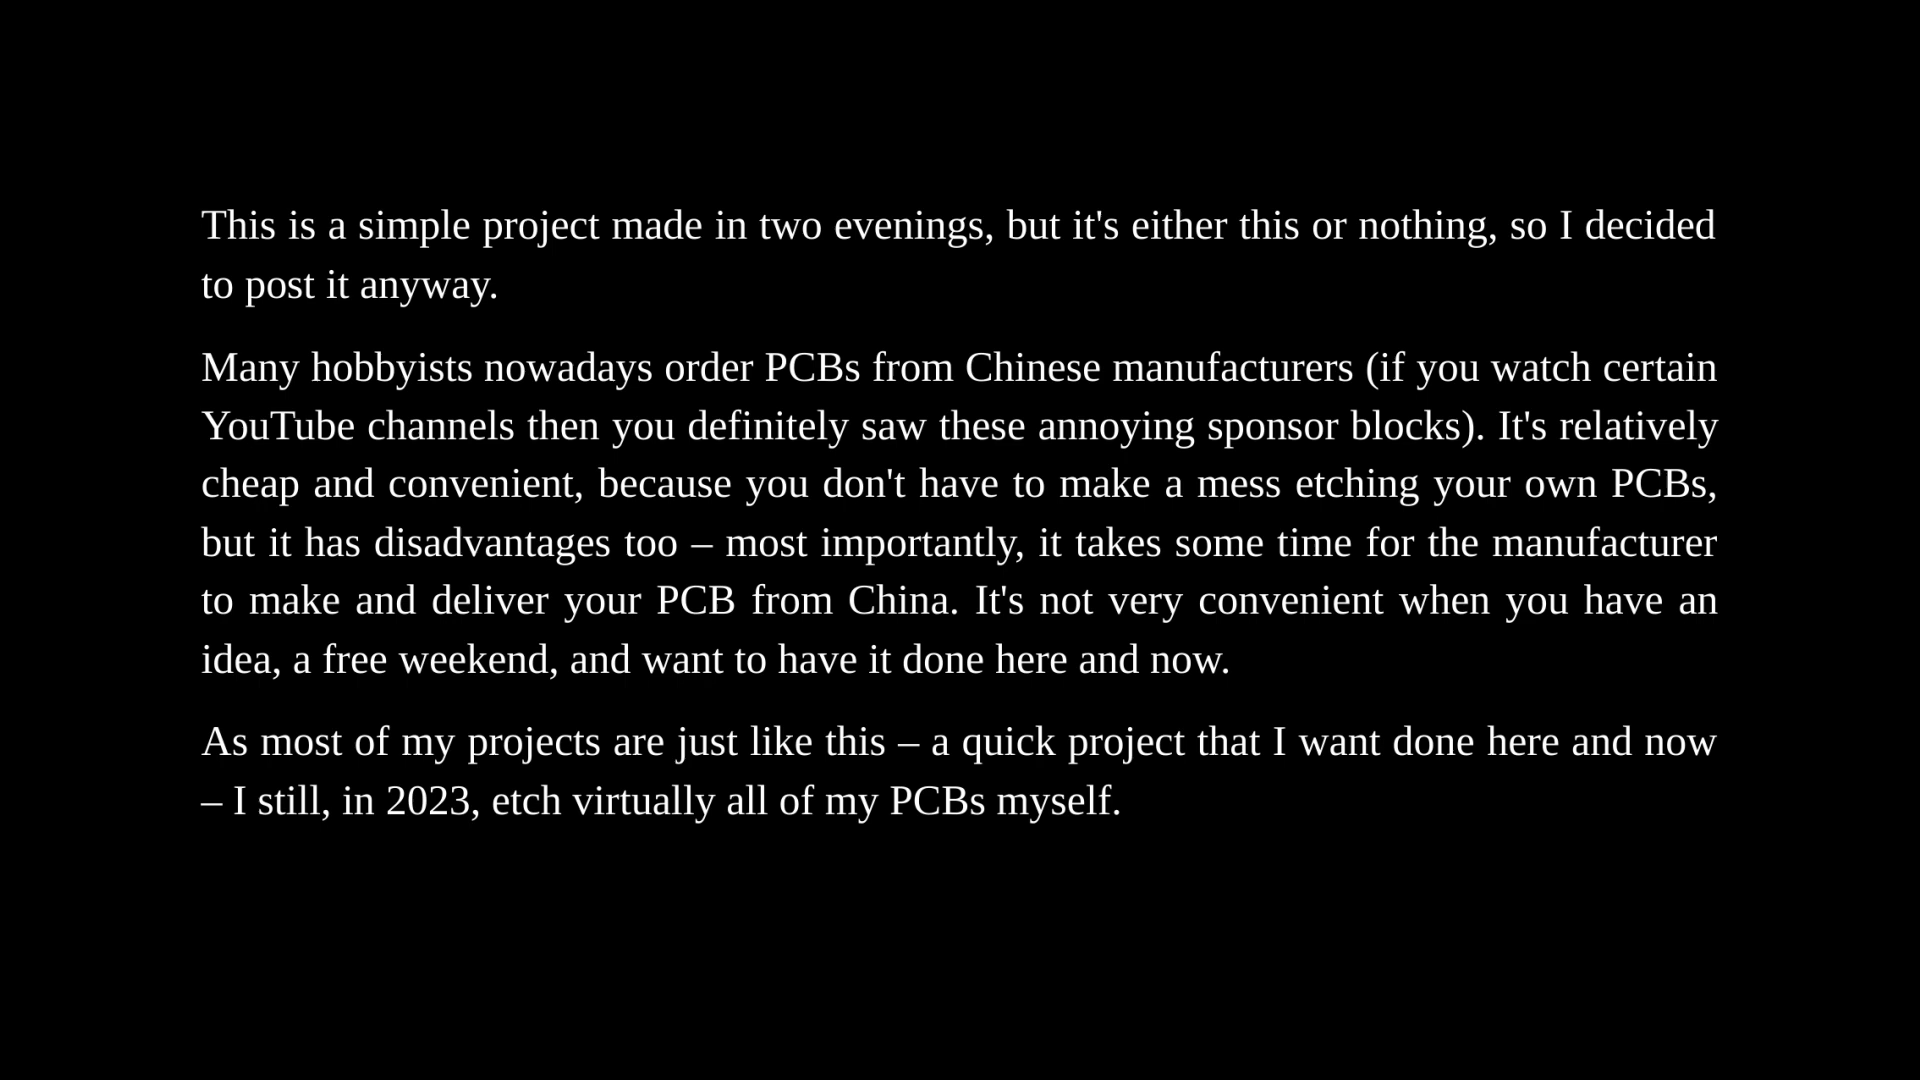 This is a simple project made in two evenings, but it's either this or nothing, so I decided
to post it anyway.
Many hobbyists nowadays order PCBs from Chinese manufacturers (if you watch certain
YouTube channels then you definitely saw these annoying sponsor blocks). It's relatively
cheap and convenient, because you don't have to make a mess etching your own PCBs,
but it has disadvantages too – most importantly, it takes some time for the manufacturer
to make and deliver your PCB from China. It's not very convenient when you have an
idea, a free weekend, and want to have it done here and now.
As most of my projects are just like this – a quick project that I want done here and now
– I still, in 2023, etch virtually all of my PCBs myself.